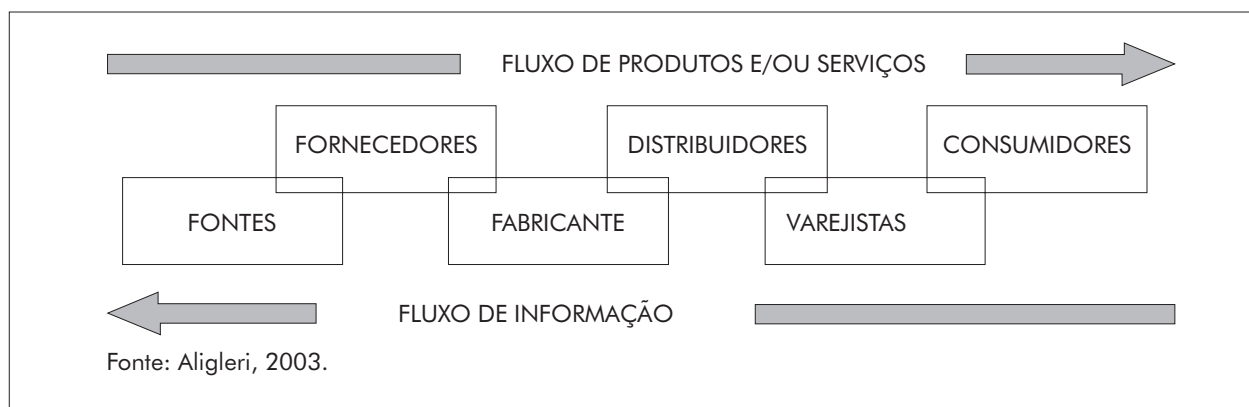 FLUXO DE PRODUTOS E/OU SERVIÇOS
FORNECEDORES
DISTRIBUIDORES
CONSUMIDORES
FONTES
FABRICANTE
VAREJISTAS
FLUXO DE INFORMAÇÃO
Fonte: Aligleri, 2003.